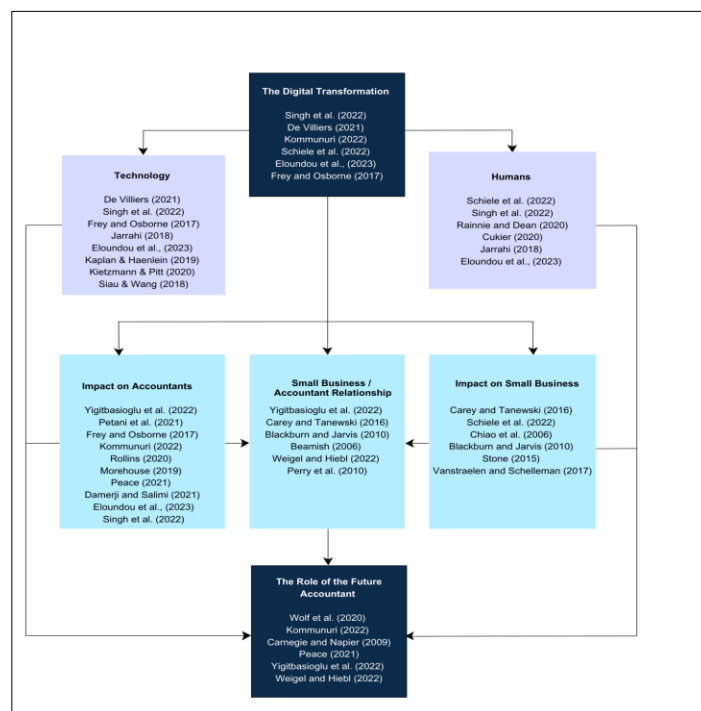 The Digital Transformation
Singh et al. (2022)
De Villiers (2021)
Kommunuri (2022)
Schiele et al. (2022)
Eloundou et al., (2023)
Frey and Osborne (2017)
Technology
De Villiers (2021)
Singh et al. (2022)
Frey and Osborne (2017)
Jarrahi (2018)
Eloundou et al., (2023)
Kaplan & Haenlein (2019)
Kietzmann & Pitt (2020)
Siau & Wang (2018)
Humans
Schiele et al. (2022)
Singh et al. (2022)
Rainnie and Dean (2020)
Cukier (2020)
Jarrahi (2018)
Eloundou et al., (2023)
Impact on Accountants
Yigitbasioglu et al. (2022)
Petani et al. (2021)
Frey and Osborne (2017)
Kommunuri (2022)
Rollins (2020)
Morehouse (2019)
Peace (2021)
Damerji and Salimi (2021)
Eloundou et al., (2023)
Singh et al. (2022)
Small Business /
Accountant Relationship
Yigitbasioglu et al. (2022)
Carey and Tanewski (2016)
Blackburn and Jarvis (2010)
Beamish (2006)
Weigel and Hiebl (2022)
Perry et al. (2010)
Impact on Small Business
Carey and Tanewski (2016)
Schiele et al. (2022)
Chiao et al. (2006)
Blackburn and Jarvis (2010)
Stone (2015)
Vanstraelen and Schelleman (2017)
The Role of the Future
Accountant
Wolf et al. (2020)
Kommunuri (2022)
Carnegie and Napier (2009)
Peace (2021)
Yigitbasioglu et al. (2022)
Weigel and Hiebl (2022)